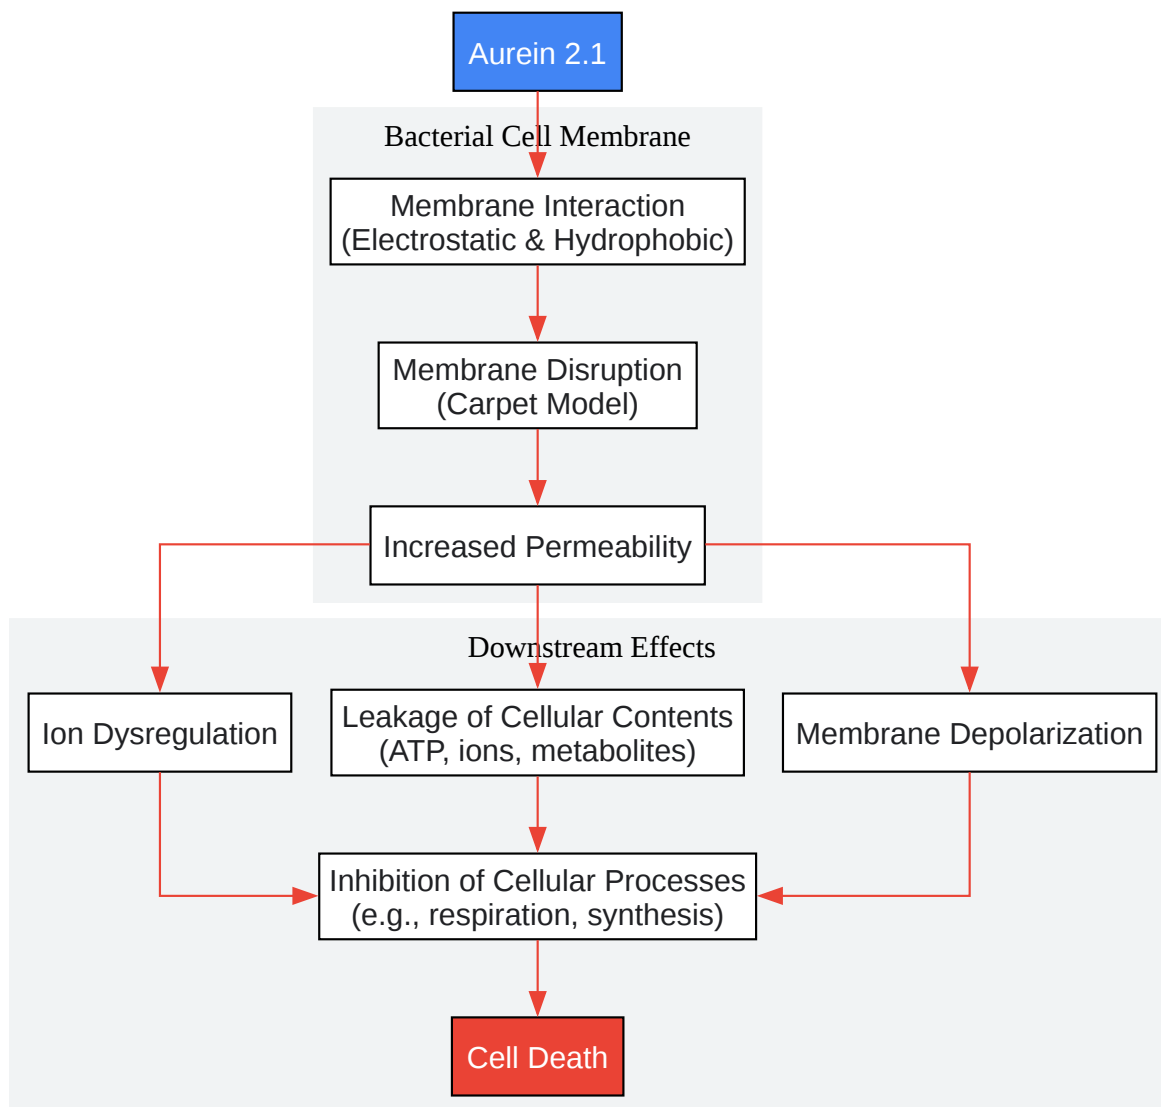 Aurein 2.1
Bacterial Cell Membrane
Membrane Interaction
(Electrostatic & Hydrophobic)
Membrane Disruption
(Carpet Model)
Increased Permeability
Downstream Effects
Ion Dysregulation
Leakage of Cellular Contents
(ATP, ions, metabolites)
Membrane Depolarization
Inhibition of Cellular Processes
(e.g., respiration, synthesis)
Cell Death